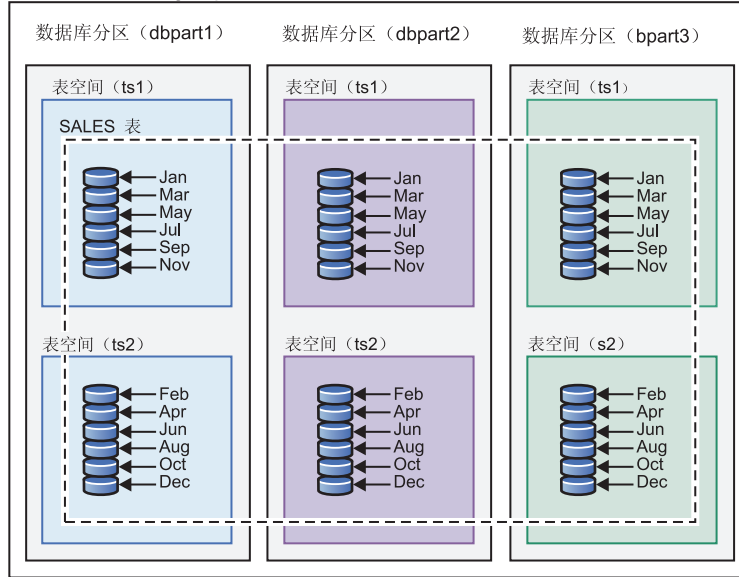 数据库分区（dbpart1）
数据库分区（dbpart2）
数据库分区（bpart3）
表空间（ts1）
表空间（ts1）
表空间（ts1）
SALES 表
Jan
Mar
May
Jul
Sep
Nov
Jan
Mar
May
Jul
Sep
Nov
Jan
Mar
May
Jul
Sep
Nov
表空间（ts2）
表空间（ts2）
表空间（s2）
Feb
Apr
Jun
Aug
Oct
Dec
Feb
Apr
Jun
Aug
Oct
Dec
Feb
Apr
Jun
Aug
Oct
Dec